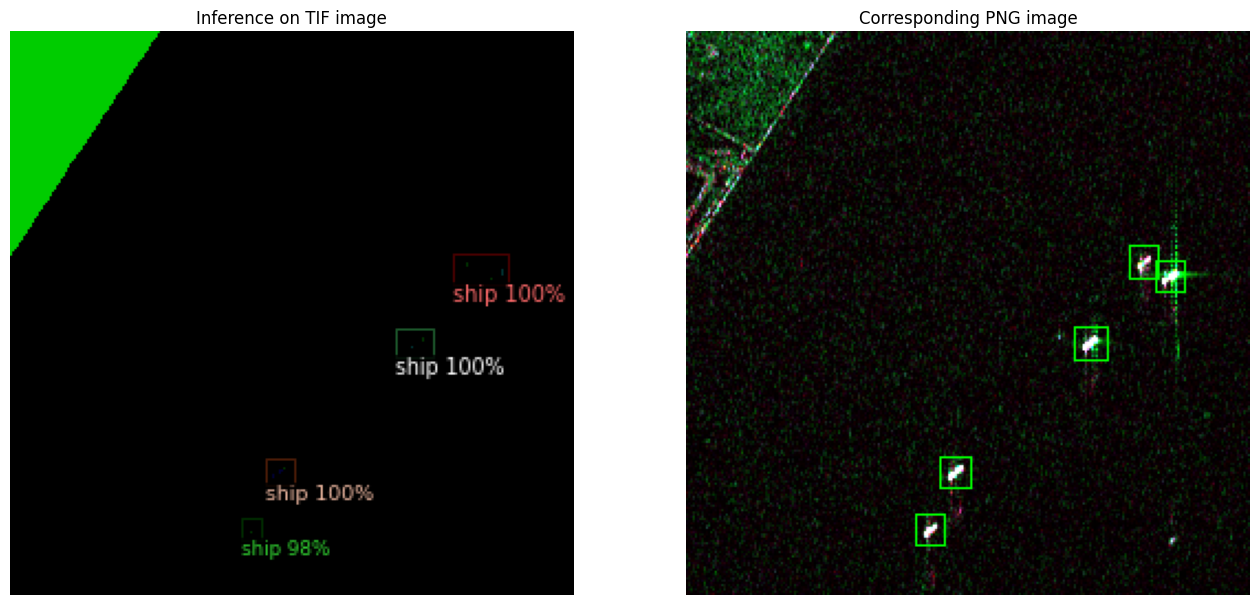 Inference on TIF image
Corresponding PNG image
ship 100%
ship 100%
ship 100%
ship 98%